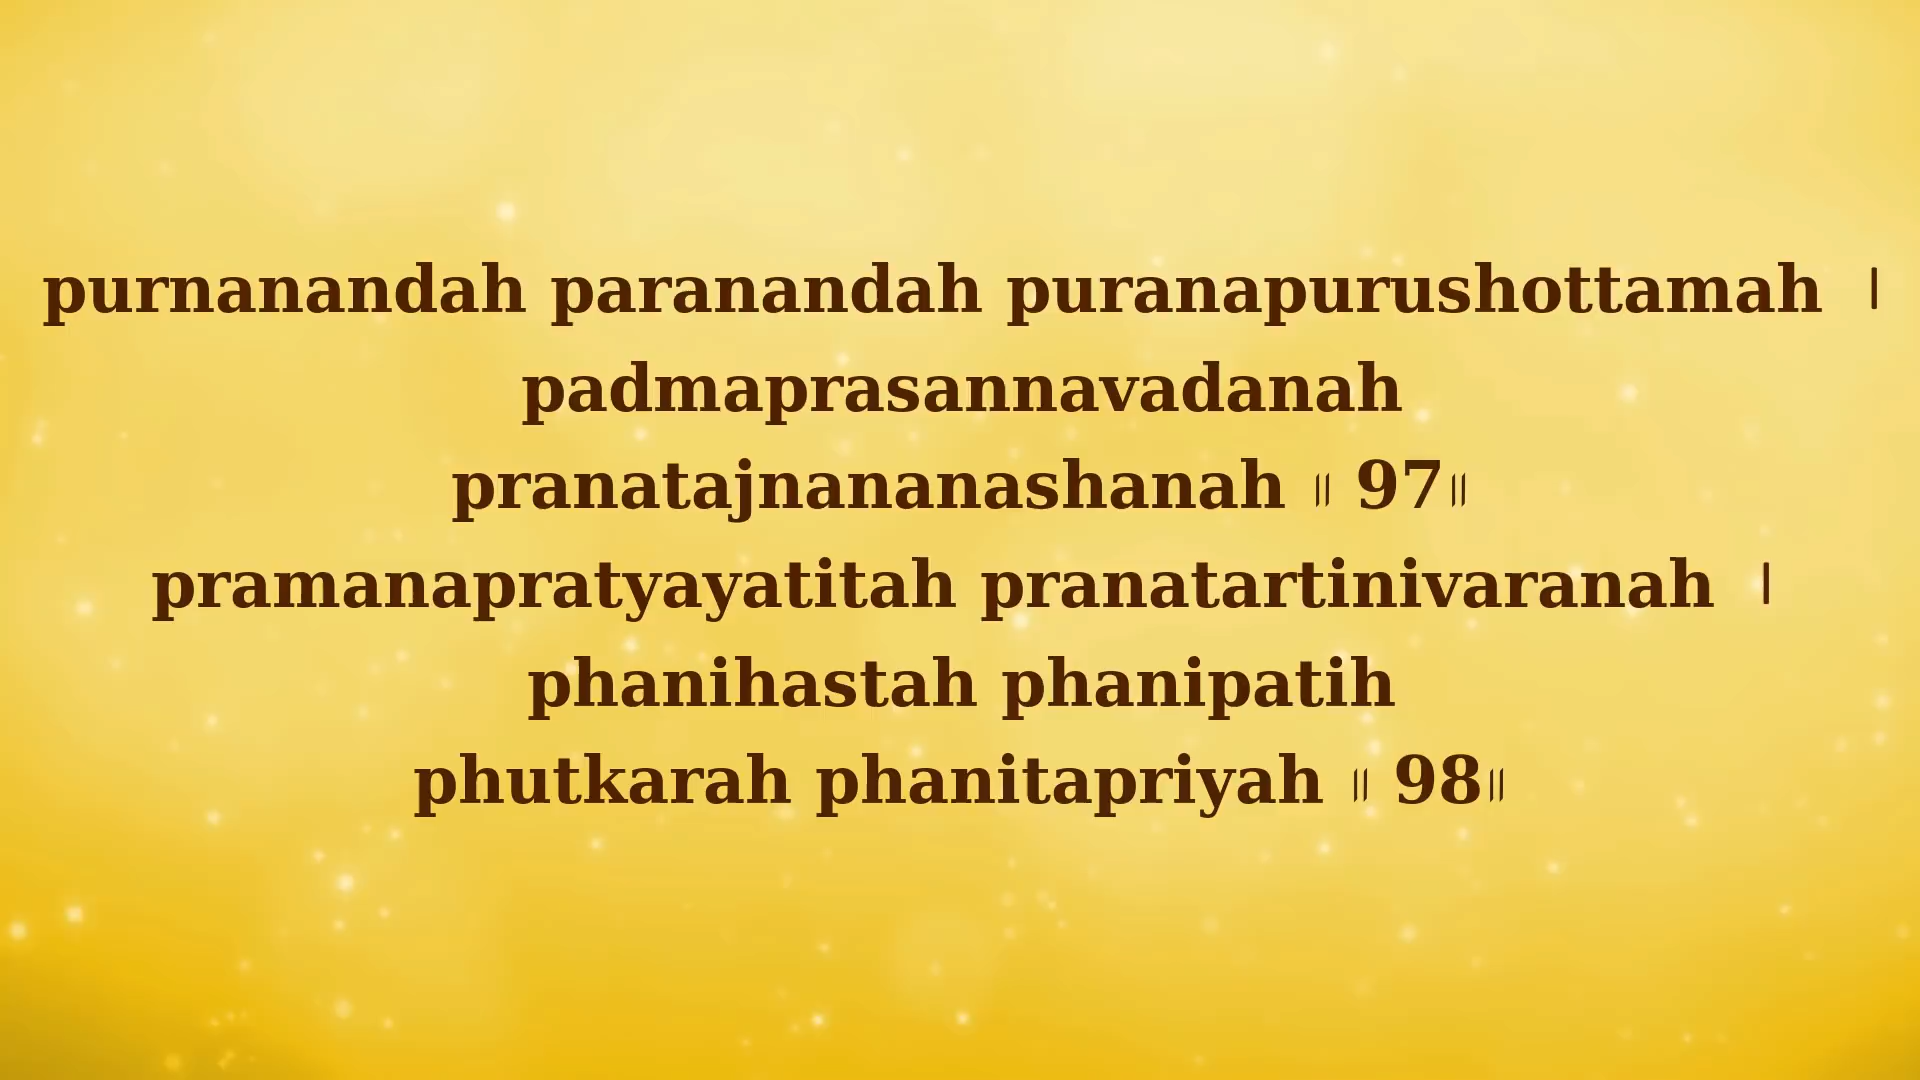 purnanandah paranandah puranapurushottamah ।
padmaprasannavadanah
pranatajnananashanah ॥ 97॥
pramanapratyayatitah pranatartinivaranah ।
phanihastah phanipatih
phutkarah phanitapriyah ॥ 98॥